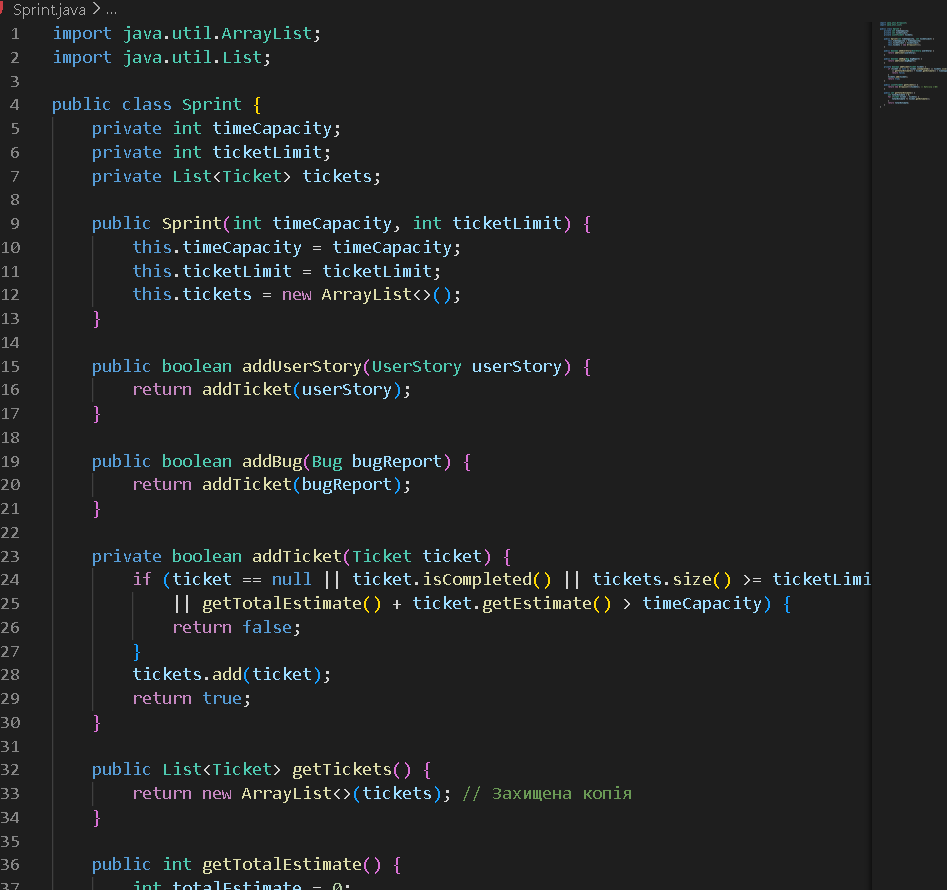 Sprint.java > ...
1 import java.util.ArrayList;
2 import java.util.List;
3
4 public class Sprint {
5     private int timeCapacity;
6     private int ticketLimit;
7     private List<Ticket> tickets;
8
9     public Sprint(int timeCapacity, int ticketLimit) {
10         this.timeCapacity = timeCapacity;
11         this.ticketLimit = ticketLimit;
12         this.tickets = new ArrayList<>();
13     }
14
15     public boolean addUserStory(UserStory userStory) {
16         return addTicket(userStory);
17     }
18
19     public boolean addBug(Bug bugReport) {
20         return addTicket(bugReport);
21     }
22
23     private boolean addTicket(Ticket ticket) {
24         if (ticket == null || ticket.isCompleted() || tickets.size() >= ticketLimi
25             || getTotalEstimate() + ticket.getEstimate() > timeCapacity) {
26             return false;
27         }
28         tickets.add(ticket);
29         return true;
30     }
31
32     public List<Ticket> getTickets() {
33         return new ArrayList<>(tickets); // Захищена копія
34     }
35
36     public int getTotalEstimate() {
37         int totalEstimate = 0;